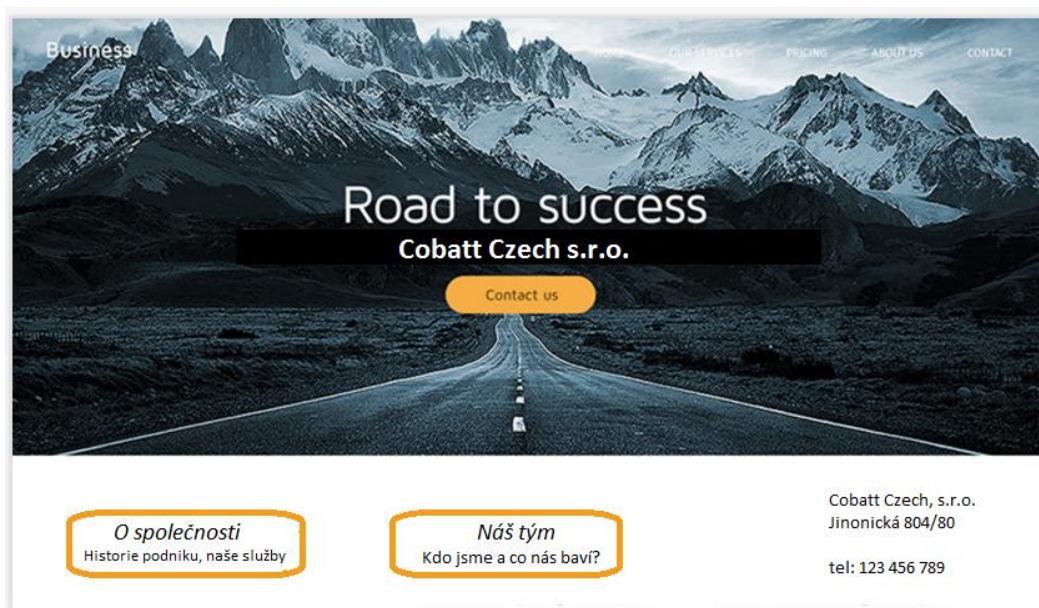 Business
HOME OUR SERVICES PRICING ABOUT US CONTACT
Road to success
Cobatt Czech s.r.o.
Contact us
O společnosti
Historie podniku, naše služby
Náš tým
Kdo jsme a co nás baví?
Cobatt Czech, s.r.o.
Jinonická 804/80
tel: 123 456 789